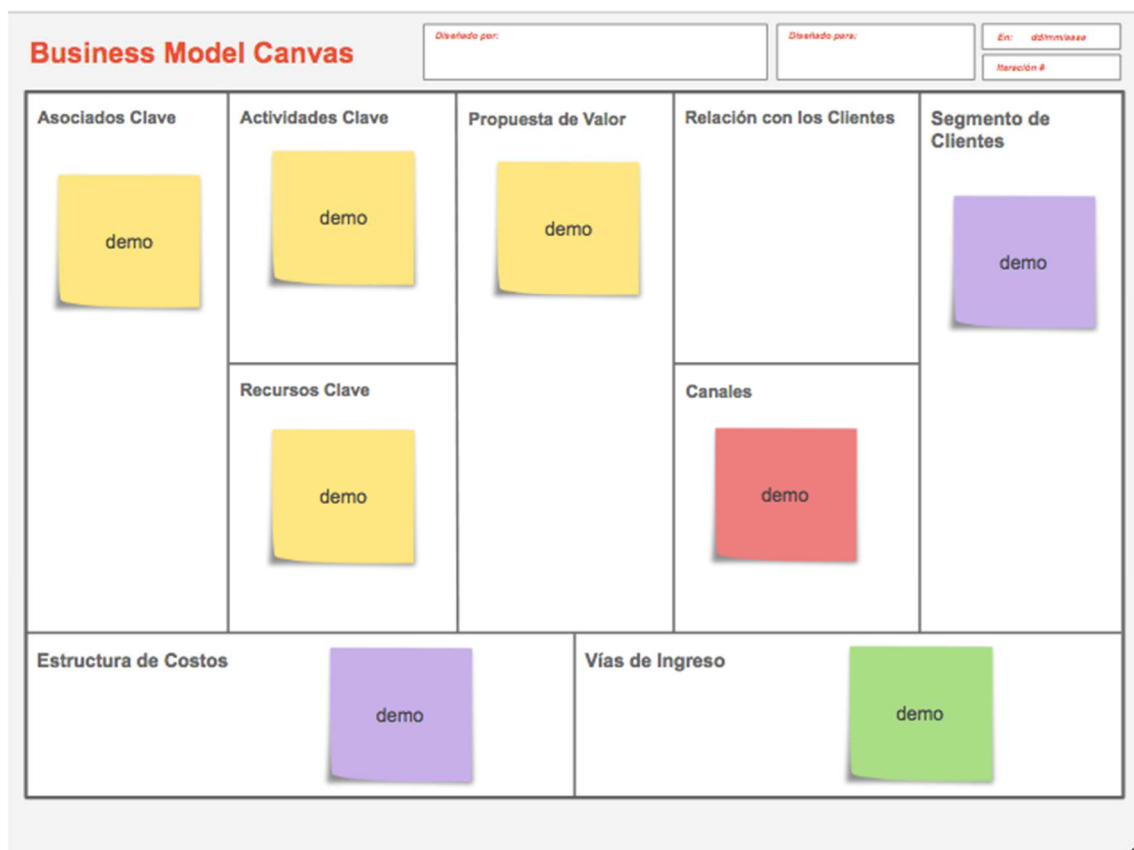 Business Model Canvas
Diseñado por:
Diseñado para:
En: dd/mm/aaaa
Iteración #
Asociados Clave
demo
Actividades Clave
demo
Recursos Clave
demo
Propuesta de Valor
demo
Relación con los Clientes
Canales
demo
Segmento de
Clientes
demo
Estructura de Costos
demo
Vías de Ingreso
demo